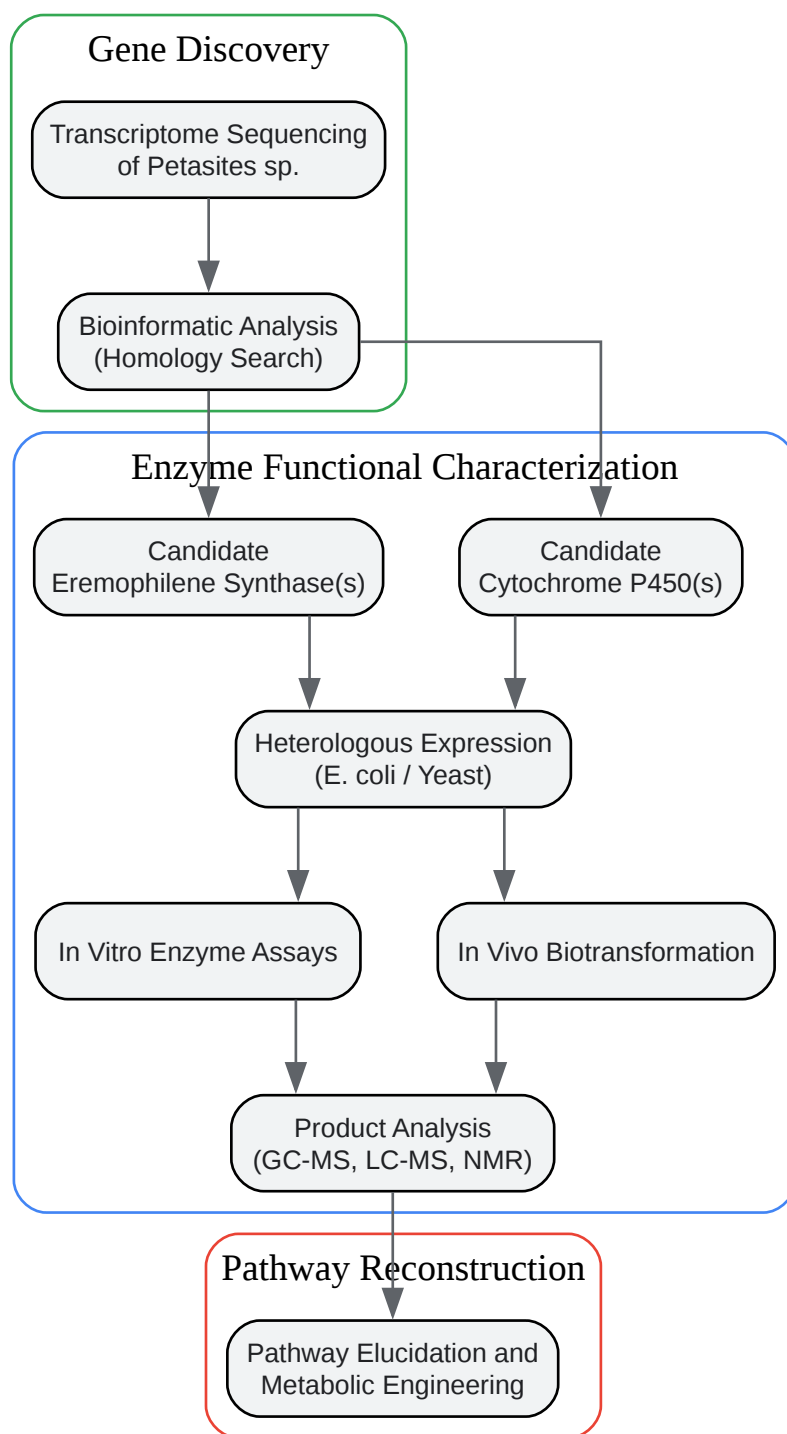 Gene Discovery
Transcriptome Sequencing
of Petasites sp.
Bioinformatic Analysis
(Homology Search)
Enzyme Functional Characterization
Candidate
Eremophilene Synthase(s)
Candidate
Cytochrome P450(s)
Heterologous Expression
(E. coli / Yeast)
In Vitro Enzyme Assays
In Vivo Biotransformation
Product Analysis
(GC-MS, LC-MS, NMR)
Pathway Reconstruction
Pathway Elucidation and
Metabolic Engineering